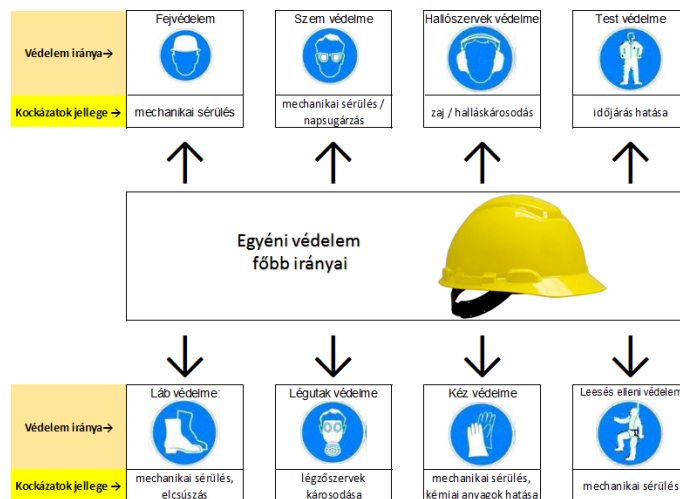 Fejvédelem
Szem védelme
Hallószervek védelme
Test védelme
Védelem iránya→
Kockázatok jellege →
mechanikai sérülés
mechanikai sérülés /
napsugárzás
zaj / halláskárosodás
időjárás hatása
Egyéni védelem
főbb irányai
Láb védelme:
Légutak védelme
Kéz védelme
Leesés elleni védelem
Védelem iránya→
Kockázatok jellege →
mechanikai sérülés,
elcsúszás
légzőszervek
károsodása
mechanikai sérülés,
kémiai anyagok hatása
mechanikai sérülés